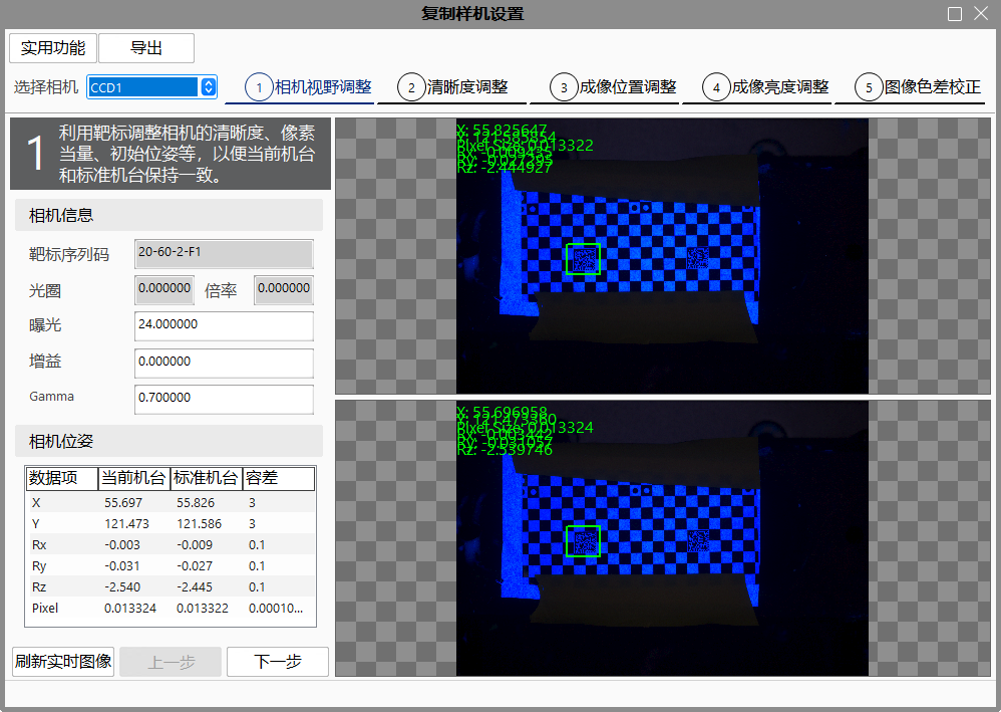 复制样机设置
实用功能 导出
选择相机 CCD1 1 相机视野调整 2 清晰度调整 3 成像位置调整 4 成像亮度调整 5 图像色差校正
1 利用靶标调整相机的清晰度、像素
当量、初始位姿等，以便当前机台
和标准机台保持一致。
相机信息
靶标序列码 20-60-2-F1
光圈 0.000000 倍率 0.000000
曝光 24.000000
增益 0.000000
Gamma 0.700000
相机位姿
数据项 当前机台 标准机台 容差
X 55.697 55.826 3
Y 121.473 121.586 3
Rx -0.003 -0.009 0.1
Ry -0.031 -0.027 0.1
Rz -2.540 -2.445 0.1
Pixel 0.013324 0.013322 0.00010...
刷新实时图像 上一步 下一步
X: 55.825647
Pixel Size: 0.013322
Rz: -2.444927
X: 55.696958
Pixel Size: 0.013324
Rz: -2.539746